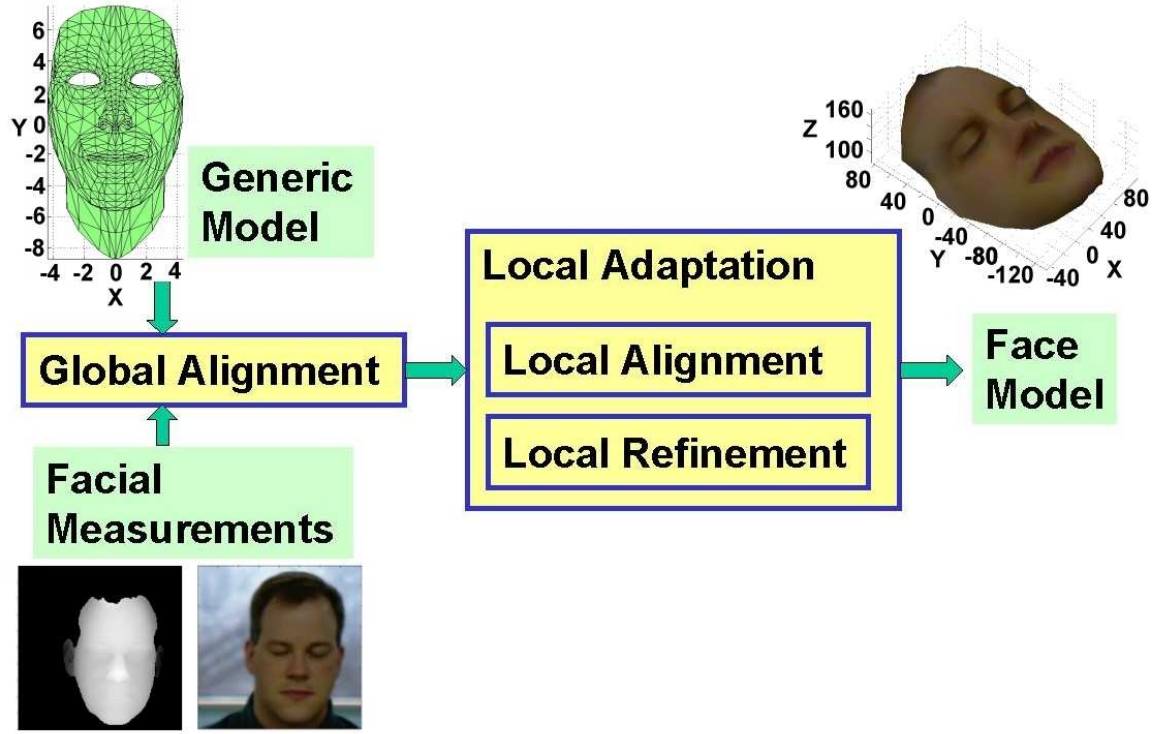 6
4
2
Y 0
-2
-4
-6
-8
-4 -2 0 2 4
X
Generic
Model
Global Alignment
Facial
Measurements
Local Adaptation
Local Alignment
Local Refinement
160
Z
100
80
40
0
-40
Y -80
-120
80
40
0 X
-40
Face
Model